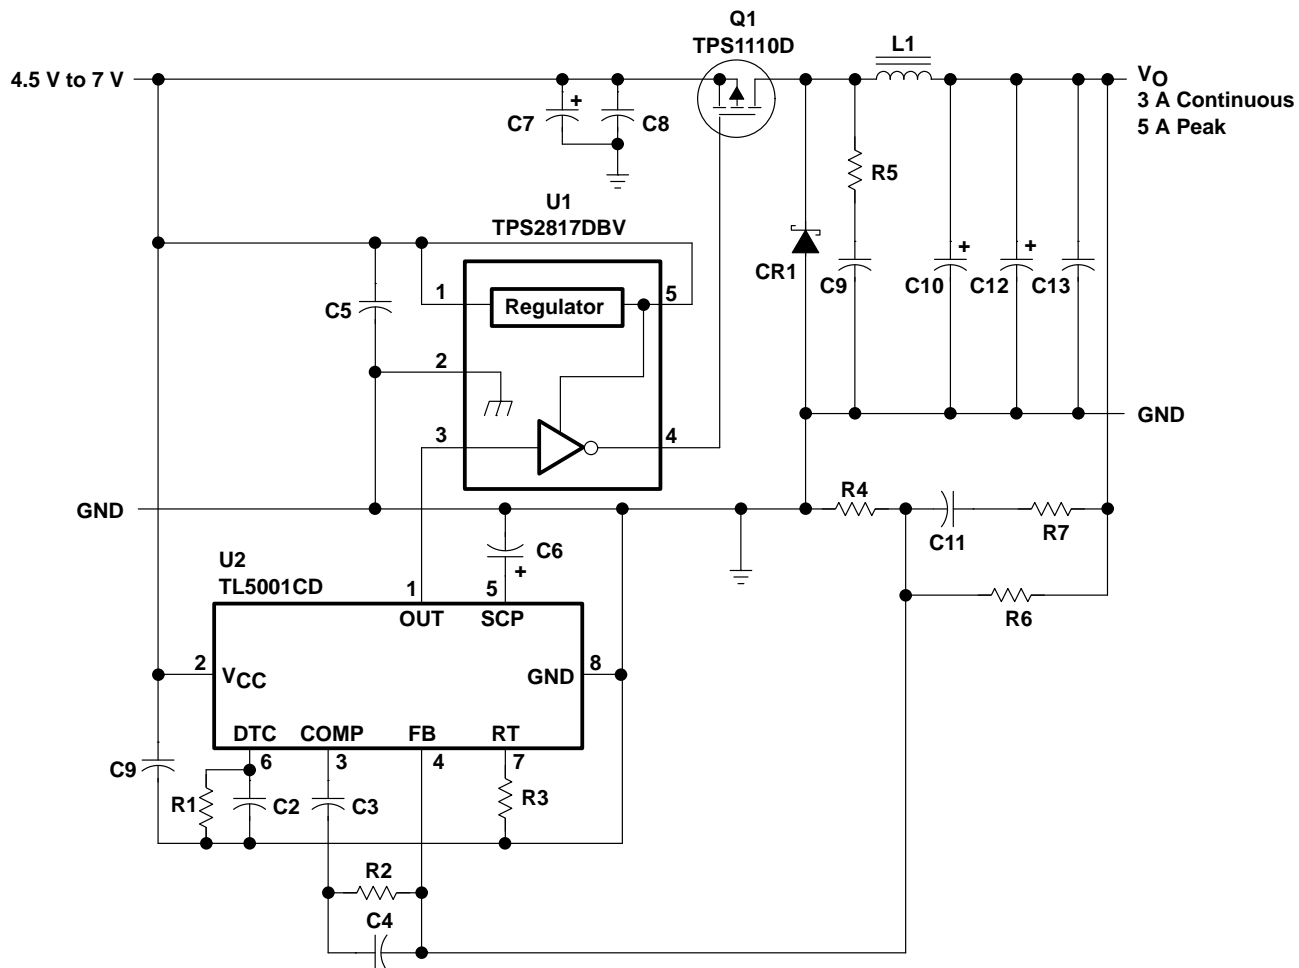 Q1
TPS1110D
L1
4.5 V to 7 V
VO
3 A Continuous
5 A Peak
+
C7
C8
R5
U1
TPS2817DBV
+
+
CR1
C9
C10
C12
C13
1
Regulator
5
C5
2
GND
3
4
GND
R4
C11
R7
C6
+
U2
TL5001CD
1
5
OUT
SCP
R6
2
VCC
GND
8
DTC
COMP
FB
RT
6
3
4
7
C9
R1
C2
C3
R3
R2
C4